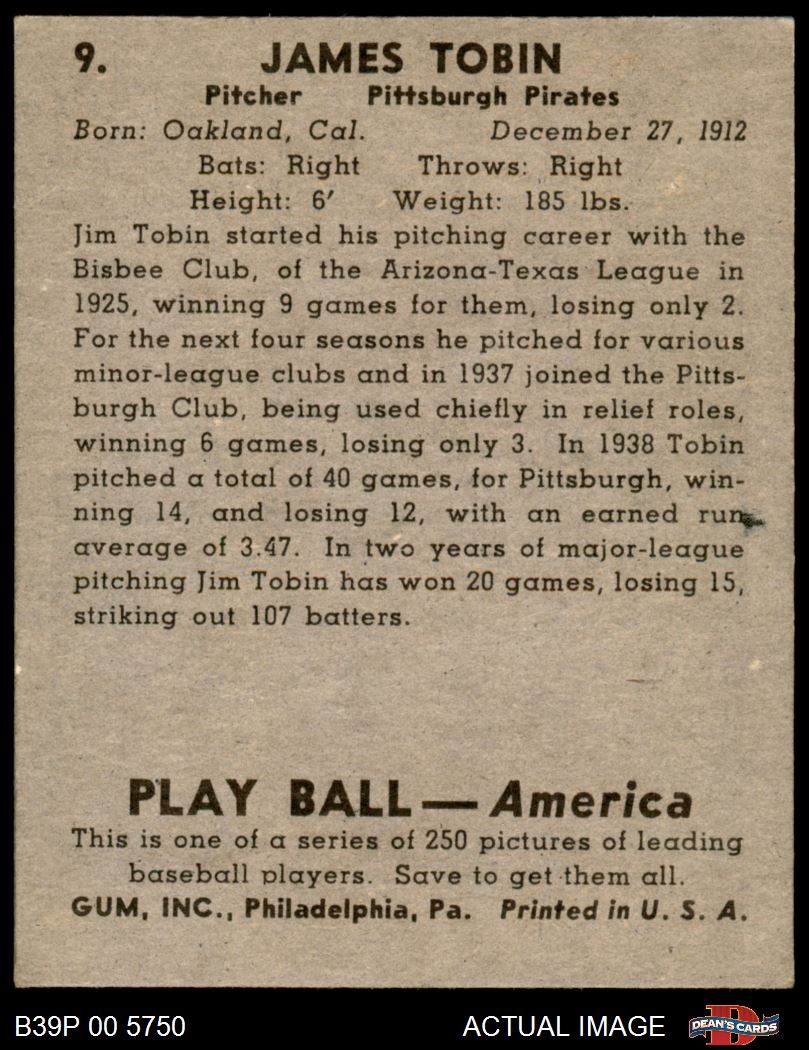 9. JAMES TOBIN
Pitcher Pittsburgh Pirates
Born: Oakland, Cal. December 27, 1912
Bats: Right Throws: Right
Height: 6′ Weight: 185 lbs.
Jim Tobin started his pitching career with the
Bisbee Club, of the Arizona-Texas League in
1925, winning 9 games for them, losing only 2.
For the next four seasons he pitched for various
minor-league clubs and in 1937 joined the Pitts-
burgh Club, being used chiefly in relief roles,
winning 6 games, losing only 3. In 1938 Tobin
pitched a total of 40 games, for Pittsburgh, win-
ning 14, and losing 12, with an earned run
average of 3.47. In two years of major-league
pitching Jim Tobin has won 20 games, losing 15,
striking out 107 batters.
PLAY BALL — America
This is one of a series of 250 pictures of leading
baseball players. Save to get them all.
GUM, INC., Philadelphia, Pa. Printed in U. S. A.
B39P 00 5750 ACTUAL IMAGE DEAN'S CARDS